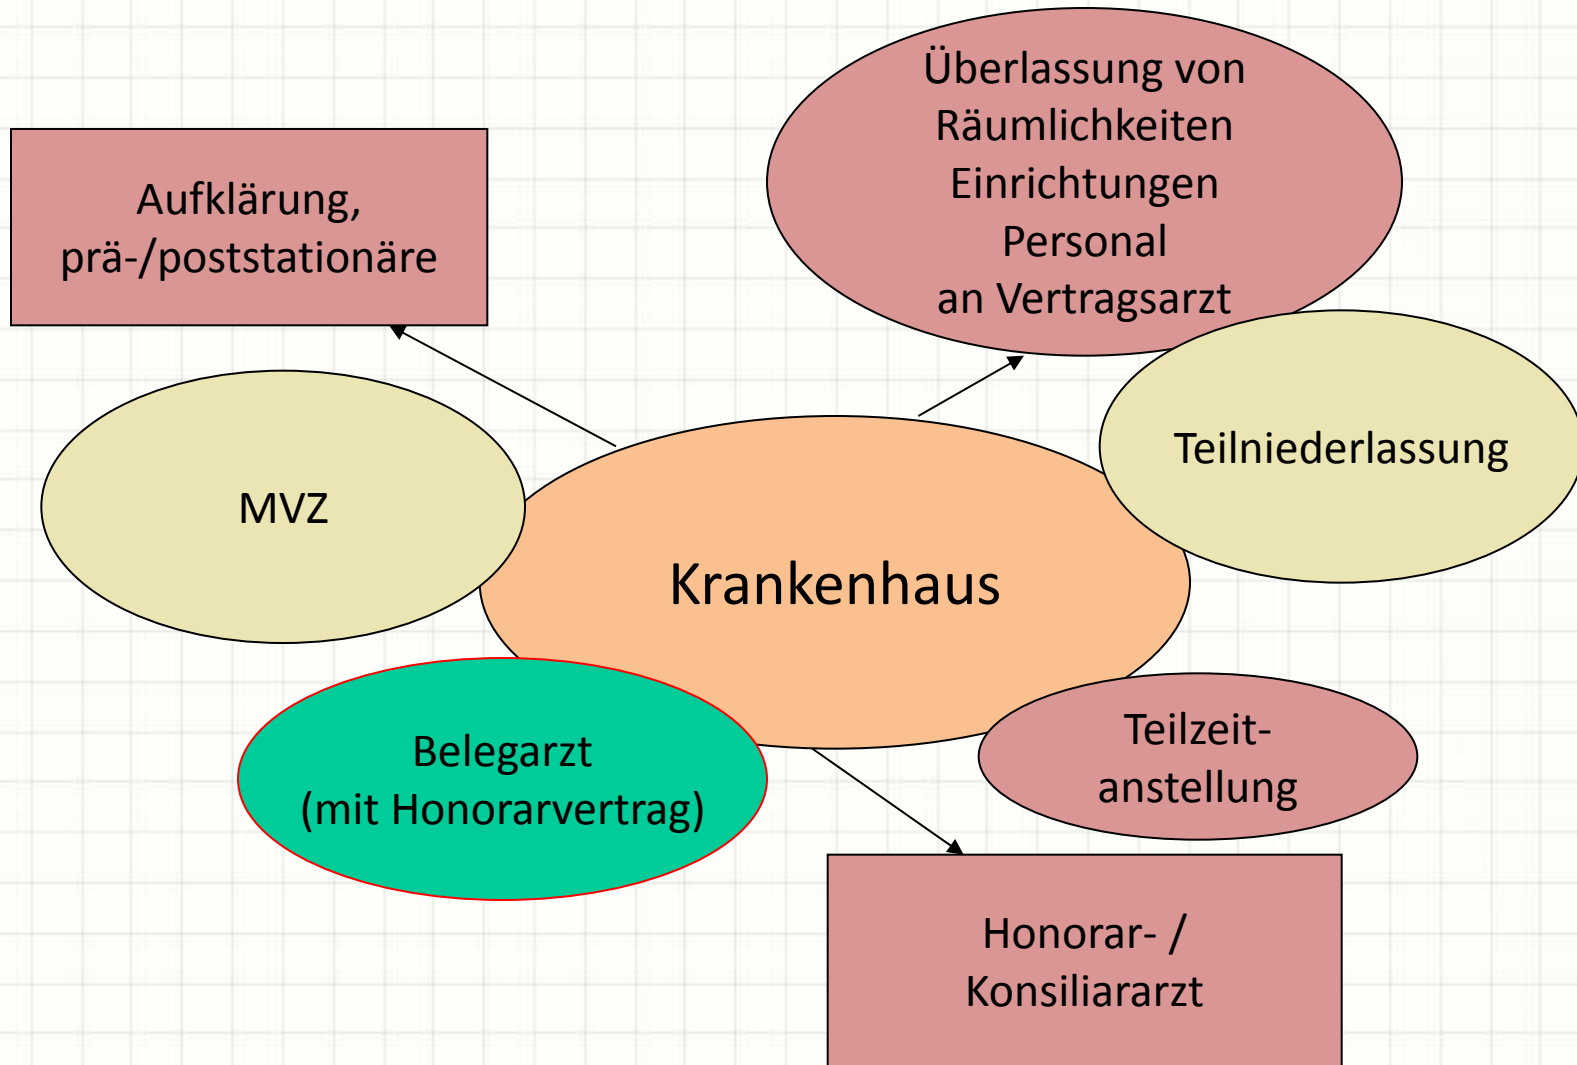 Überlassung von
Räumlichkeiten
Einrichtungen
Personal
an Vertragsarzt
Aufklärung,
prä-/poststationäre
Teilniederlassung
MVZ
Krankenhaus
Belegarzt
(mit Honorarvertrag)
Teilzeit-
anstellung
Honorar- /
Konsiliararzt